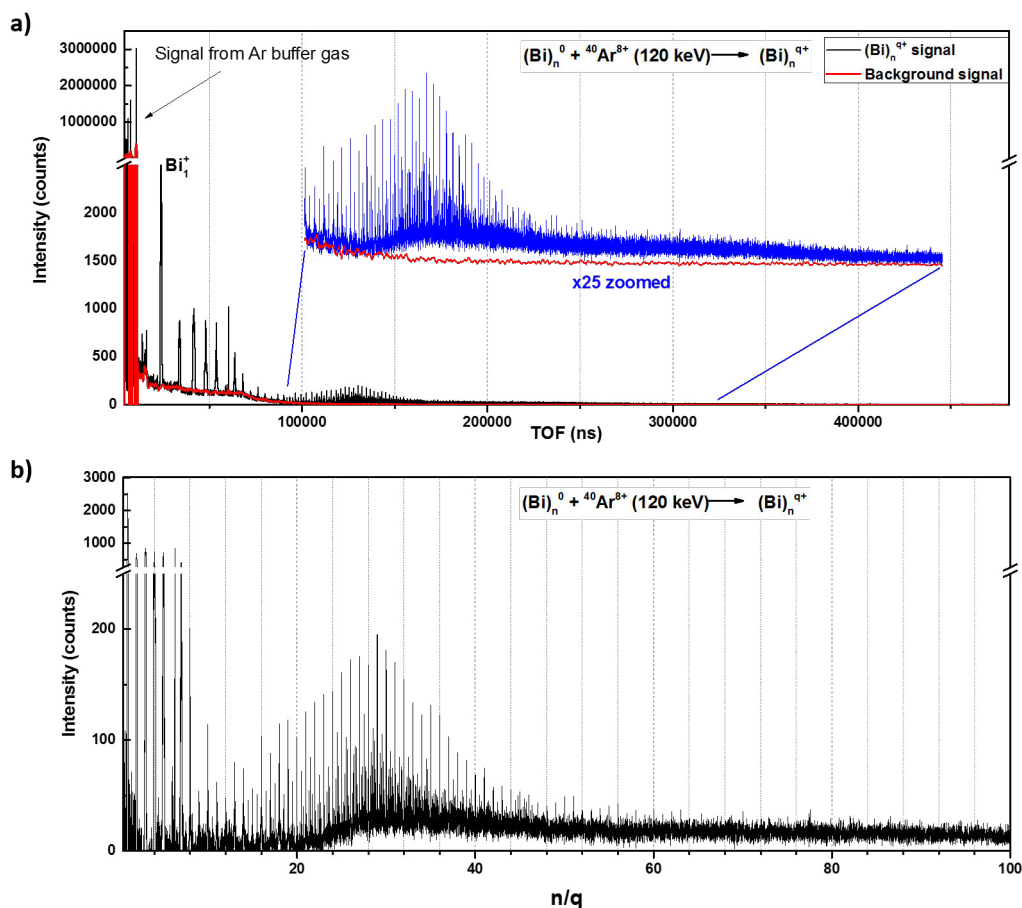 a)
3000000
2000000
1000000
2000
1500
1000
500
0
Intensity (counts)
Signal from Ar buffer gas
Bi₁⁺
(Bi)ₙ⁰ + ⁴⁰Ar⁸⁺ (120 keV) → (Bi)ₙq⁺
(Bi)ₙq⁺ signal
Background signal
x25 zoomed
100000 200000 300000 400000
TOF (ns)
b)
3000
2000
1000
200
100
0
Intensity (counts)
(Bi)ₙ⁰ + ⁴⁰Ar⁸⁺ (120 keV) → (Bi)ₙq⁺
20 40 60 80 100
n/q